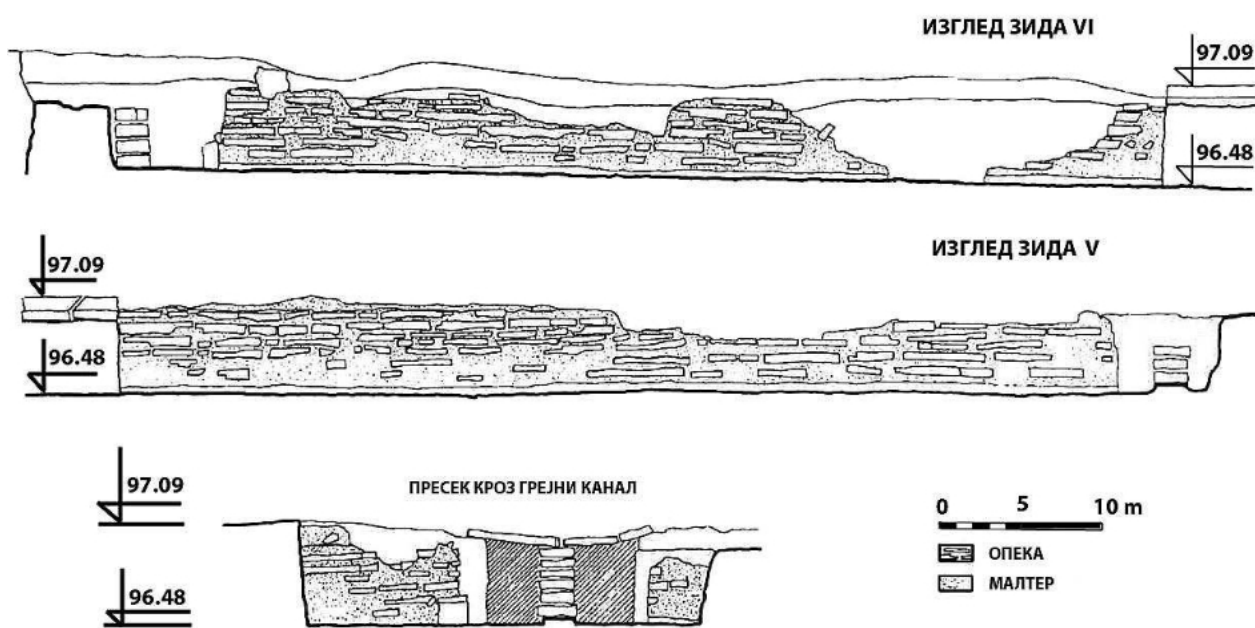 ИЗГЛЕД ЗИДА VI
97.09
96.48
ИЗГЛЕД ЗИДА V
97.09
96.48
ПРЕСЕК КРОЗ ГРЕЈНИ КАНАЛ
97.09
96.48
0 5 10 m
ОПЕКА
МАЛТЕР